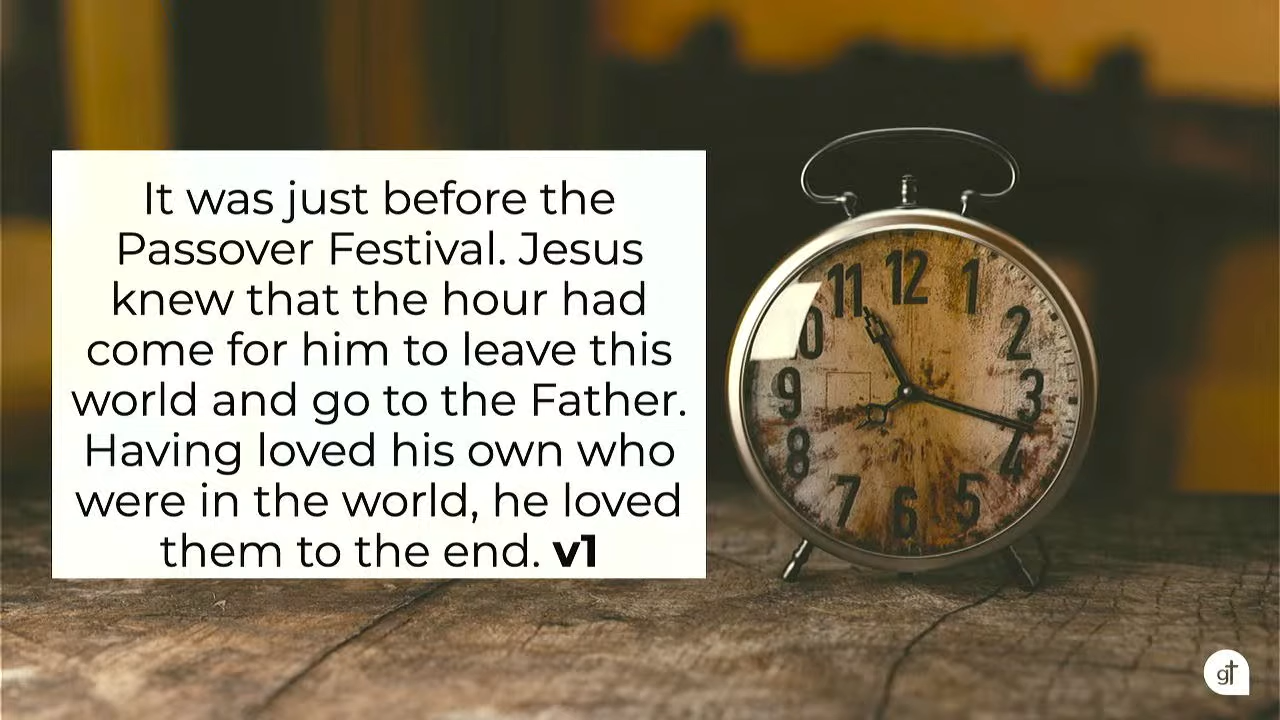 It was just before the
Passover Festival. Jesus
knew that the hour had
come for him to leave this
world and go to the Father.
Having loved his own who
were in the world, he loved
them to the end. v1
11 12 1
2
3
4
5
6
7
8
9
0
gt